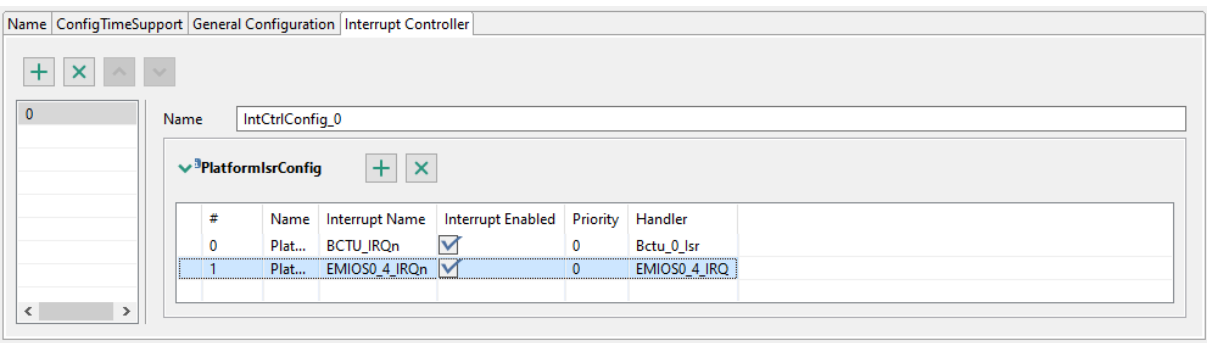 Name ConfigTimeSupport General Configuration Interrupt Controller
0
Name IntCtrlConfig_0
PlatformIsrConfig
# Name Interrupt Name Interrupt Enabled Priority Handler
0 Plat... BCTU_IRQn 0 Bctu_0_Isr
1 Plat... EMIOS0_4_IRQn 0 EMIOS0_4_IRQ